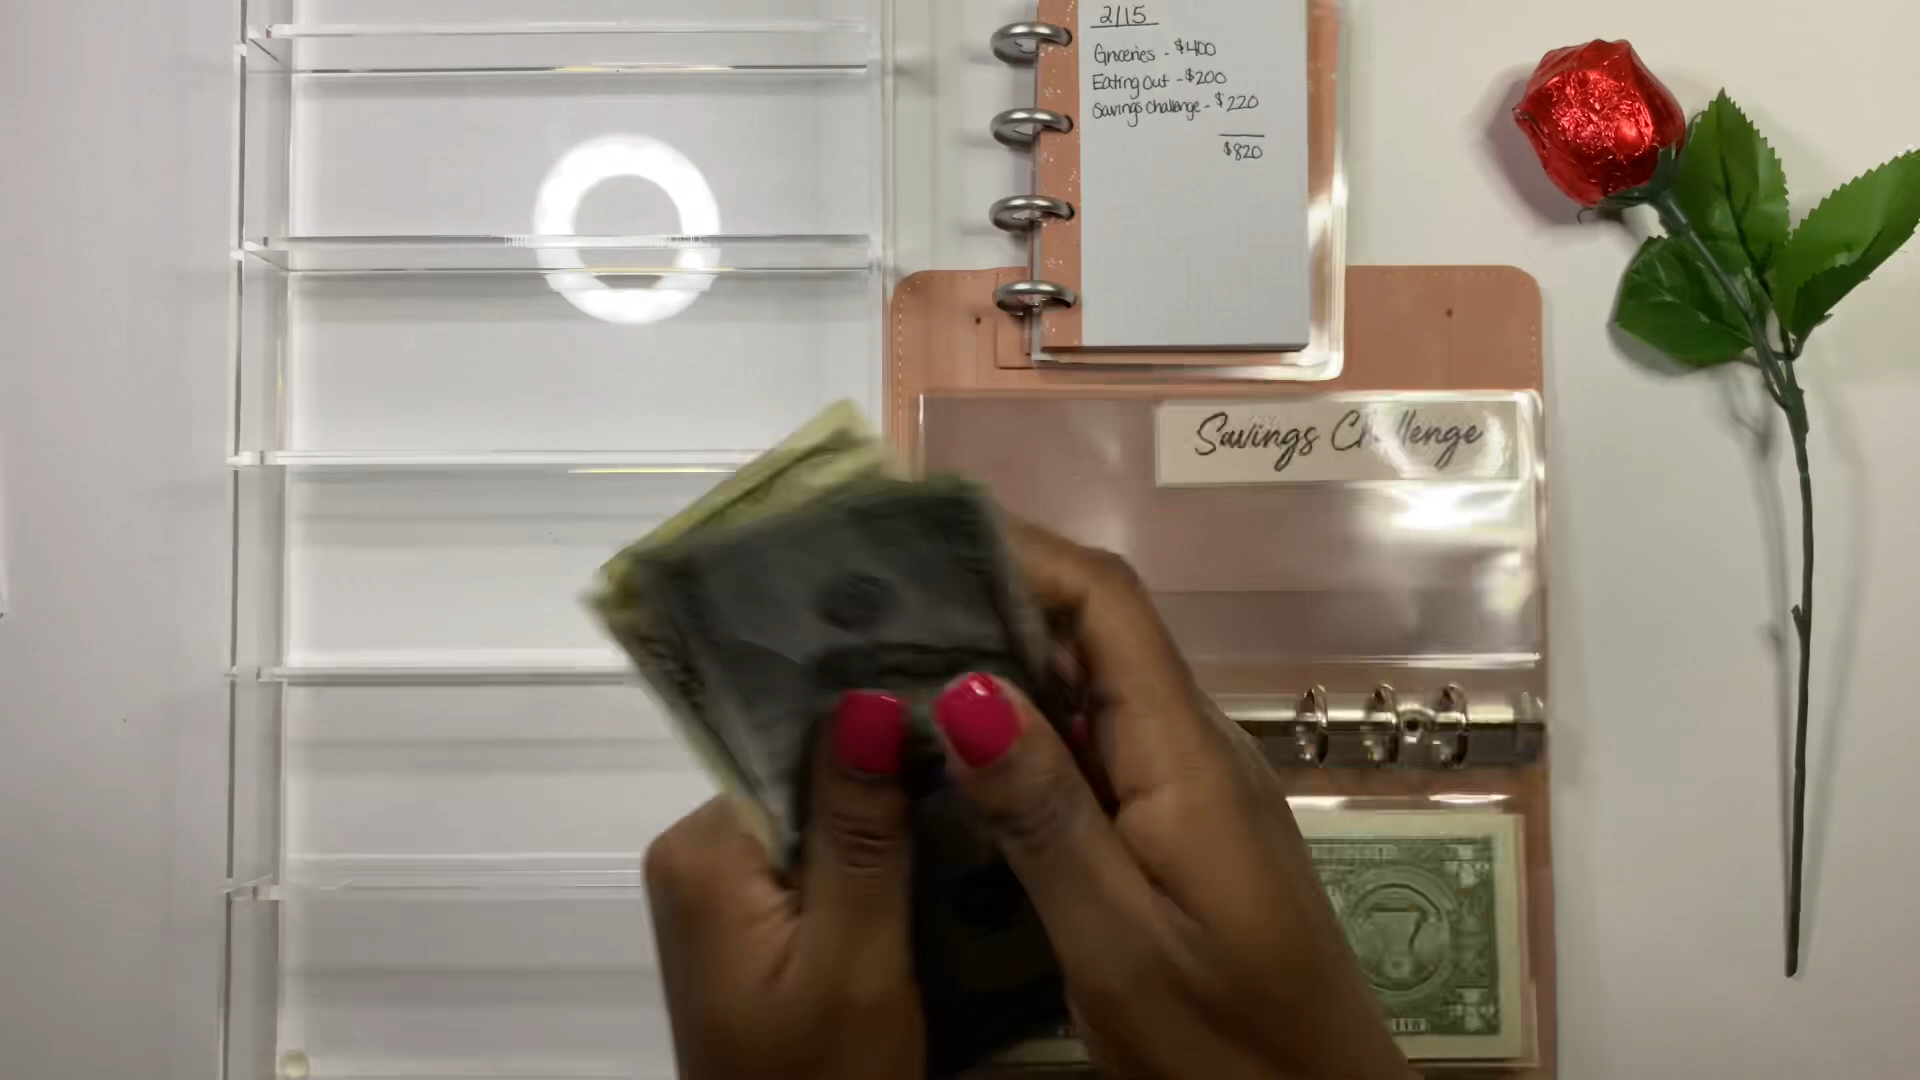 2/15
Groceries - $400
Eating Out - $200
Savings challenge - $220
$820
Savings Challenge